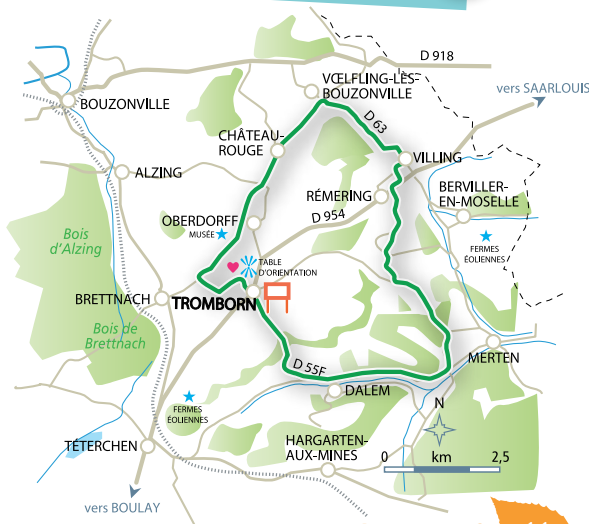 D 918
VŒLFLING-LES-
BOUZONVILLE
vers SAARLOUIS
BOUZONVILLE
D 63
CHÂTEAU-
ROUGE
VILLING
ALZING
RÉMERING
BERVILLER-
EN-MOSELLE
OBERDORFF
MUSÉE
D 954
Bois
d'Alzing
FERMES
ÉOLIENNES
TABLE
D'ORIENTATION
BRETTNACH
TROMBORN
Bois de
Brettnach
MERTEN
D 55F
DALEM
FERMES
ÉOLIENNES
N
TÉTERCHEN
HARGARTEN-
AUX-MINES
0 km 2,5
vers BOULAY